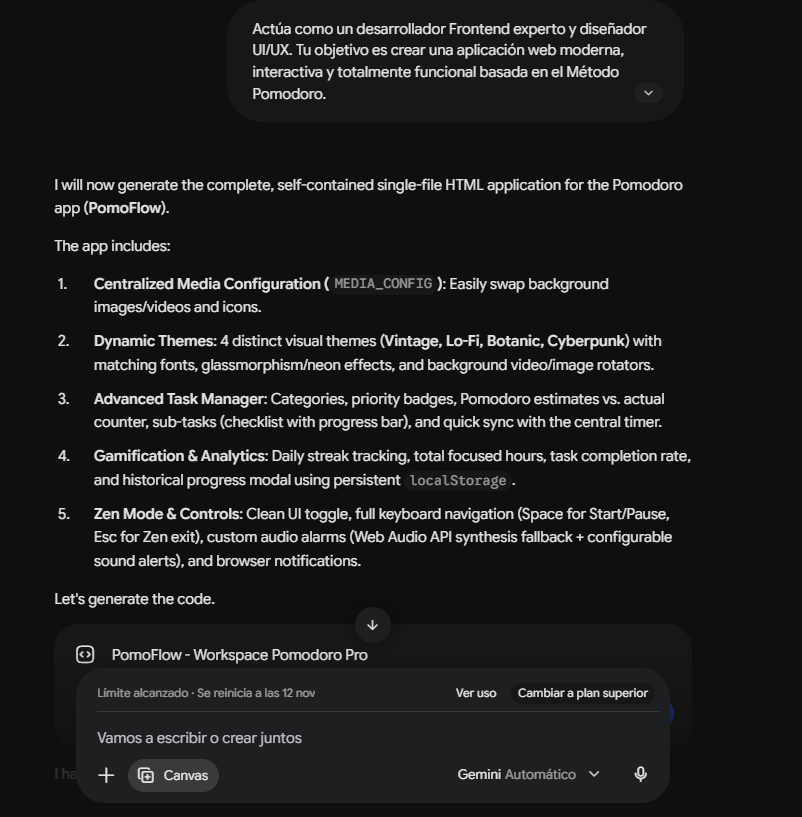 Actúa como un desarrollador Frontend experto y diseñador
UI/UX. Tu objetivo es crear una aplicación web moderna,
interactiva y totalmente funcional basada en el Método
Pomodoro.
I will now generate the complete, self-contained single-file HTML application for the Pomodoro
app (PomoFlow).
The app includes:
1. Centralized Media Configuration ( MEDIA_CONFIG ): Easily swap background
images/videos and icons.
2. Dynamic Themes: 4 distinct visual themes (Vintage, Lo-Fi, Botanic, Cyberpunk) with
matching fonts, glassmorphism/neon effects, and background video/image rotators.
3. Advanced Task Manager: Categories, priority badges, Pomodoro estimates vs. actual
counter, sub-tasks (checklist with progress bar), and quick sync with the central timer.
4. Gamification & Analytics: Daily streak tracking, total focused hours, task completion rate,
and historical progress modal using persistent localStorage .
5. Zen Mode & Controls: Clean UI toggle, full keyboard navigation (Space for Start/Pause,
Esc for Zen exit), custom audio alarms (Web Audio API synthesis fallback + configurable
sound alerts), and browser notifications.
Let's generate the code.
PomoFlow - Workspace Pomodoro Pro
Límite alcanzado · Se reinicia a las 12 nov Ver uso Cambiar a plan superior
Vamos a escribir o crear juntos
I ha
Canvas Gemini Automático